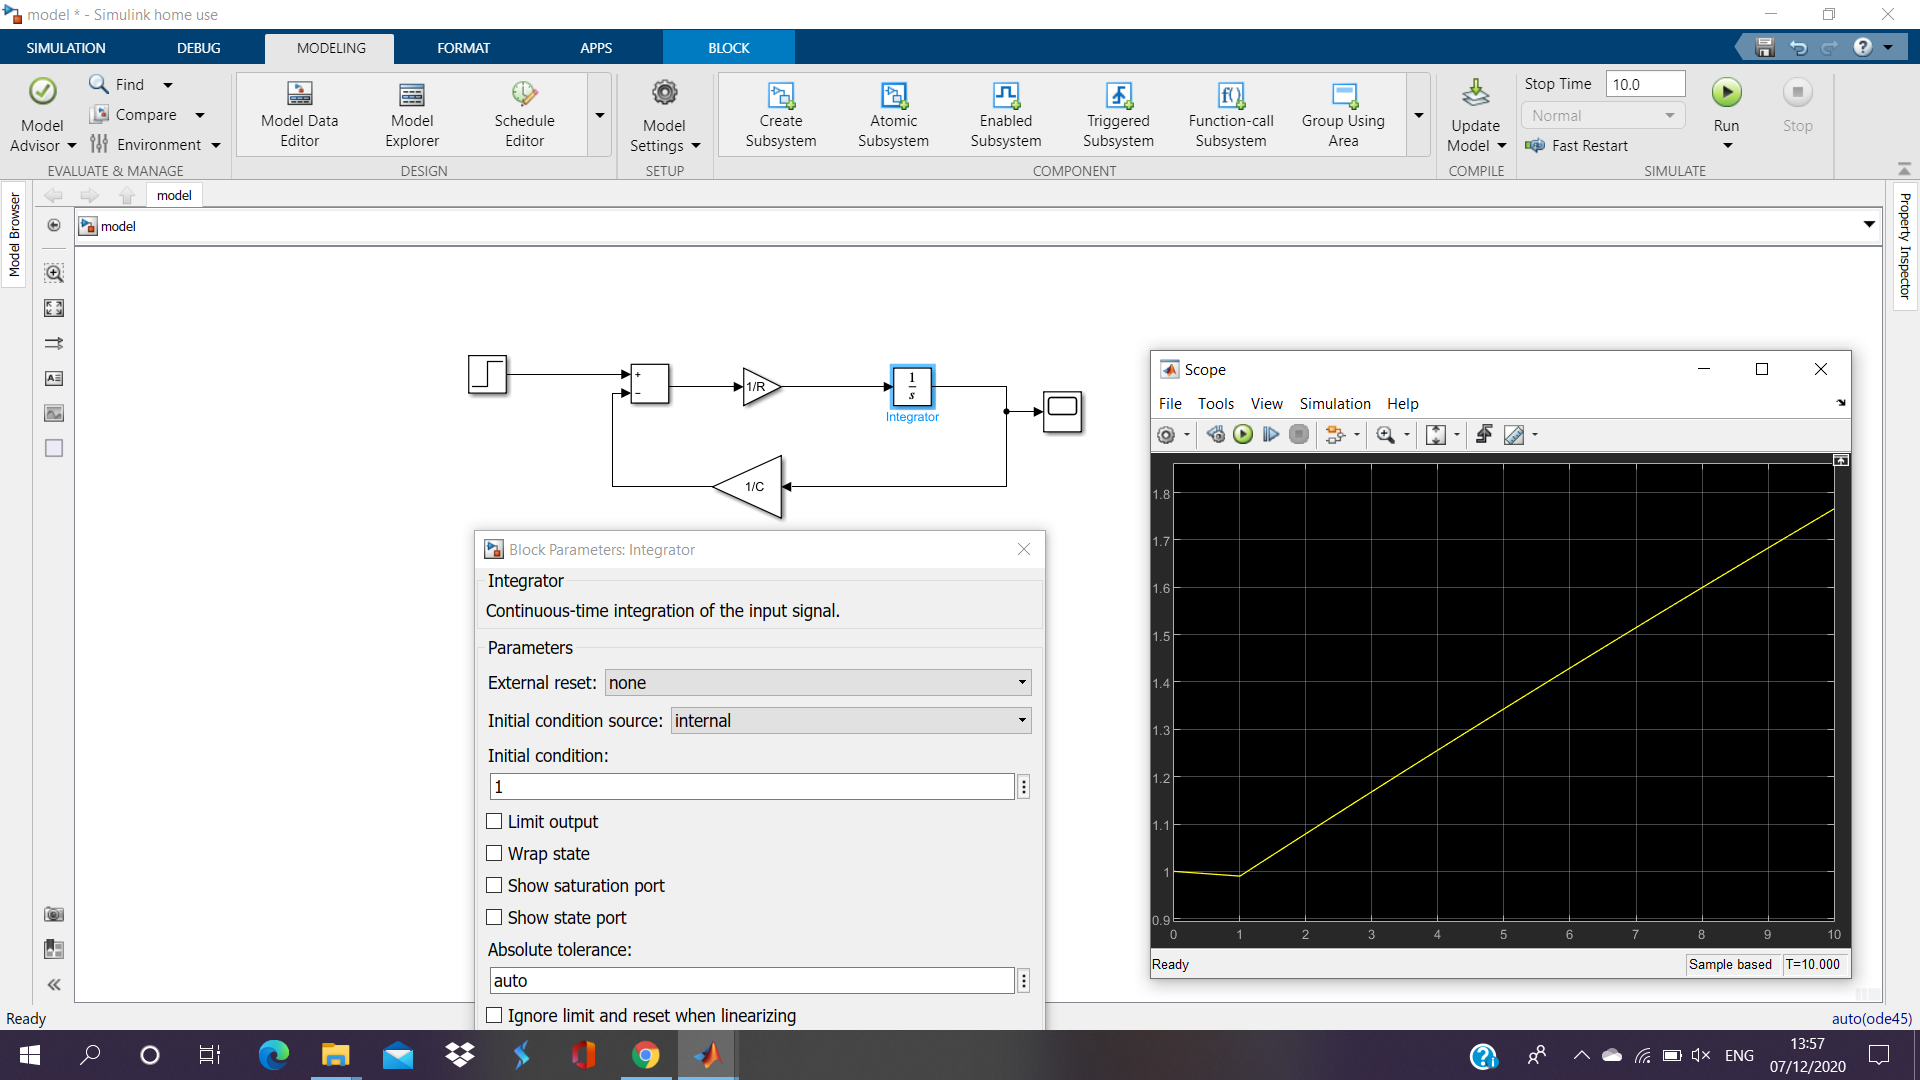 model * - Simulink home use
SIMULATION
DEBUG
MODELING
FORMAT
APPS
BLOCK
Model
Advisor
Find
Compare
Environment
EVALUATE & MANAGE
Model Data
Editor
Model
Explorer
Schedule
Editor
DESIGN
Model
Settings
SETUP
Create
Subsystem
Atomic
Subsystem
Enabled
Subsystem
Triggered
Subsystem
Function-call
Subsystem
Group Using
Area
COMPONENT
Update
Model
COMPILE
Stop Time 10.0
Normal
Fast Restart
Run
Stop
SIMULATE
Model Browser
model
model
Property Inspector
+
−
1/R
1
s
Integrator
1/C
Block Parameters: Integrator
Integrator
Continuous-time integration of the input signal.
Parameters
External reset: none
Initial condition source: internal
Initial condition:
1
Limit output
Wrap state
Show saturation port
Show state port
Absolute tolerance:
auto
Ignore limit and reset when linearizing
Scope
File Tools View Simulation Help
1.8
1.7
1.6
1.5
1.4
1.3
1.2
1.1
1
0.9
0 1 2 3 4 5 6 7 8 9 10
Ready
Sample based T=10.000
Ready
auto(ode45)
ENG
13:57
07/12/2020